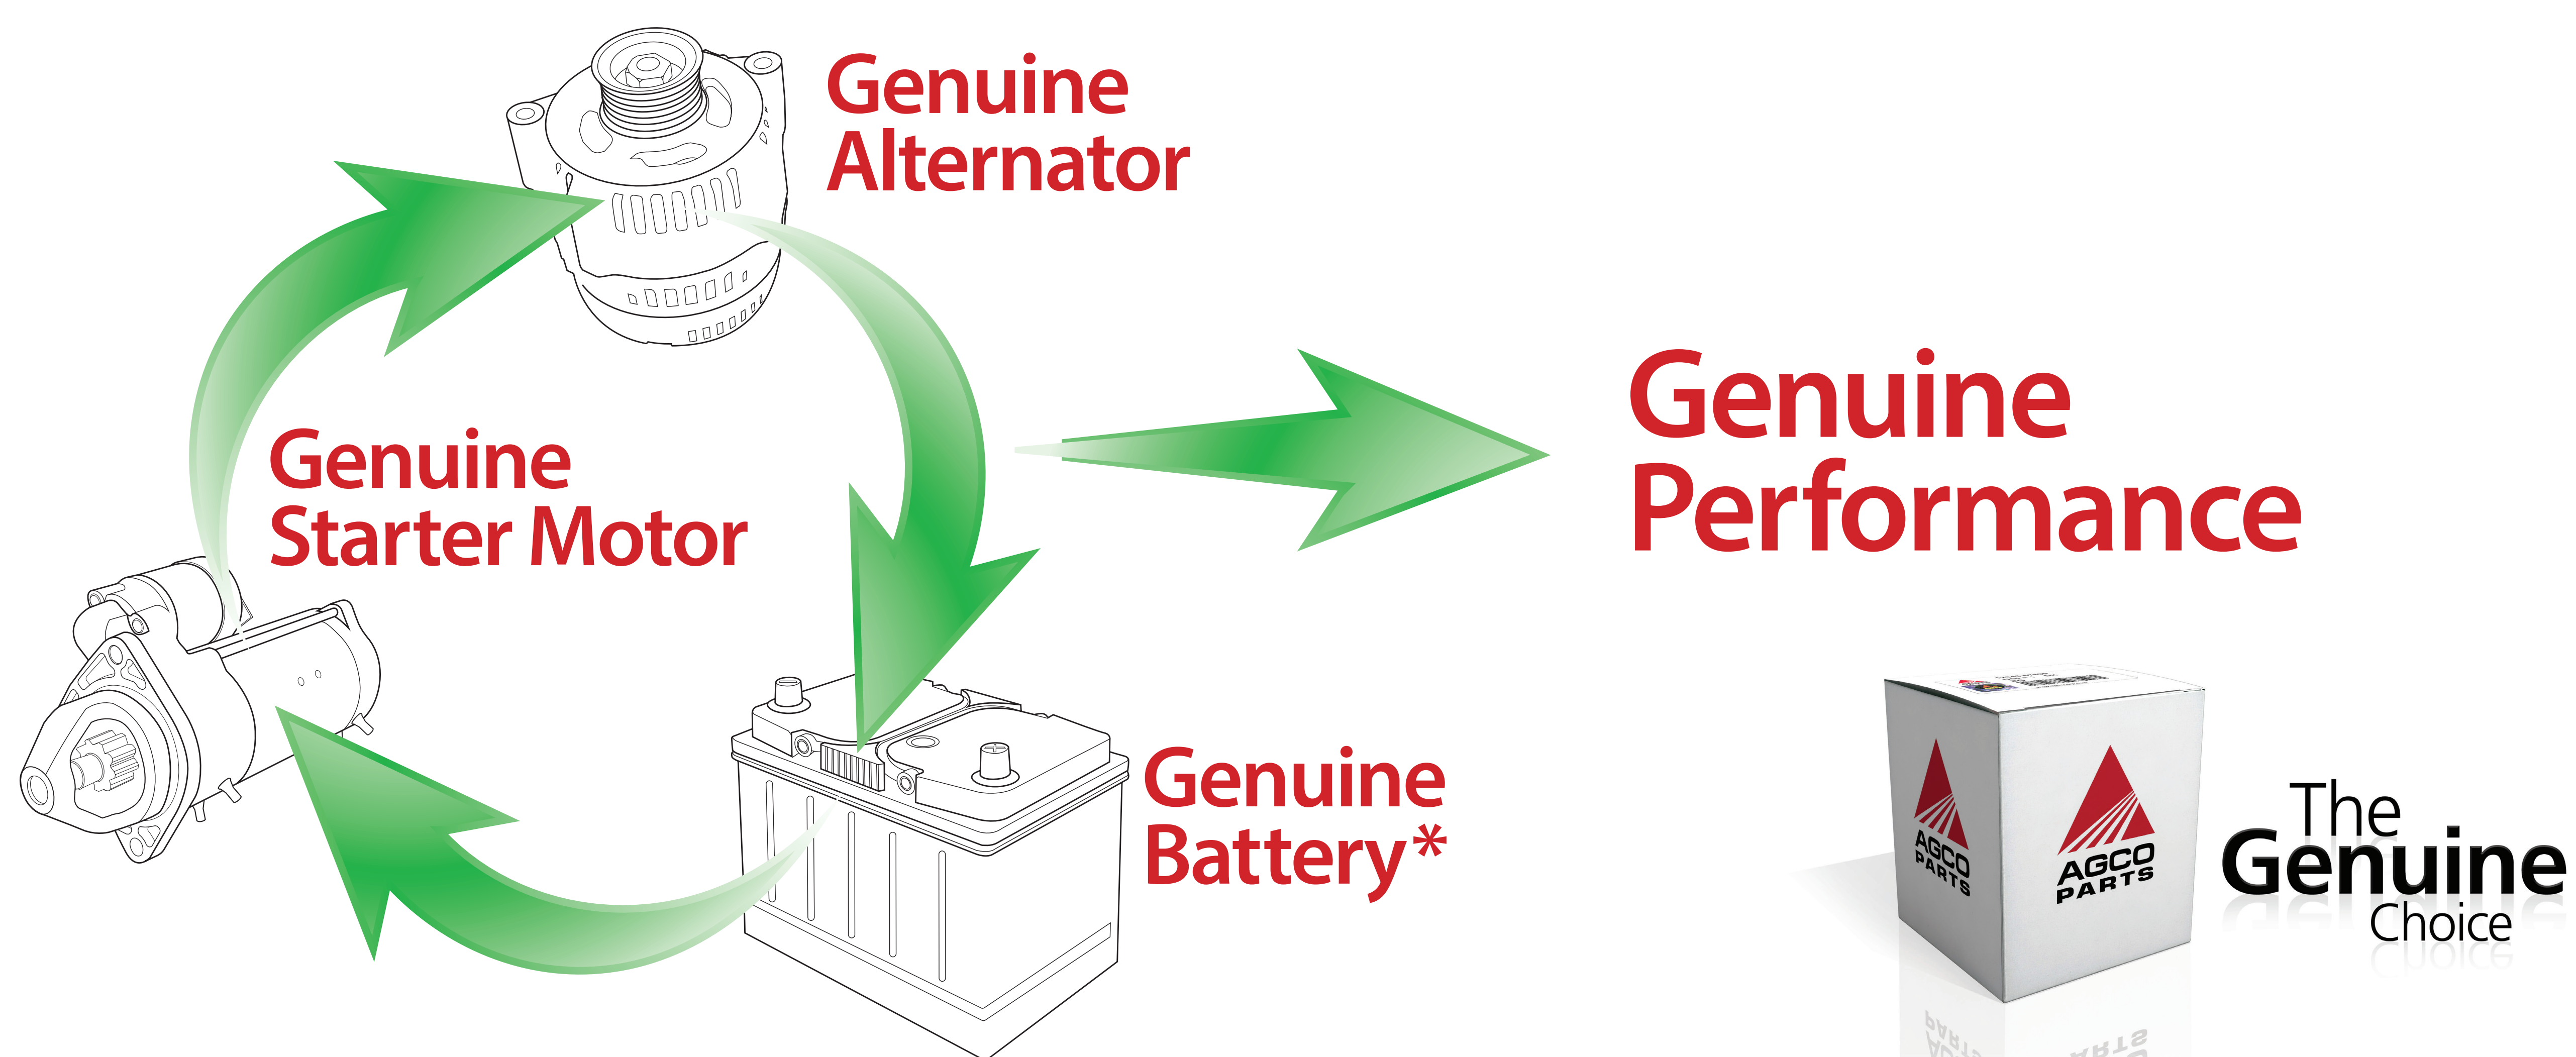 Genuine
Alternator
Genuine
Starter Motor
Genuine
Performance
Genuine
Battery*
AGCO
PARTS
AGCO
PARTS
The
Genuine
Choice